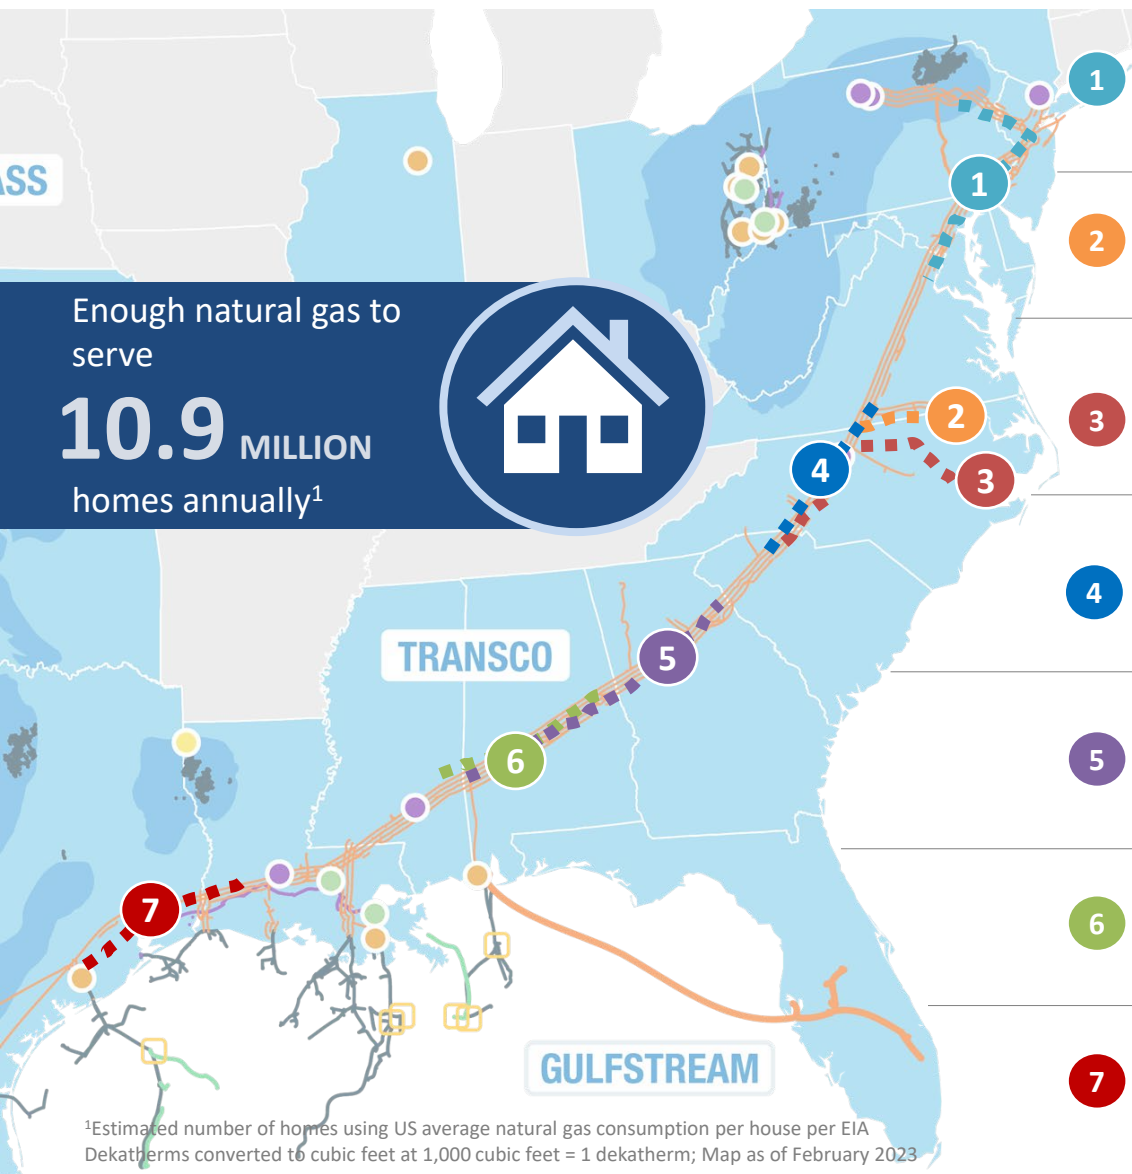 1
ASS
1
2
Enough natural gas to
serve
10.9 MILLION
homes annually¹
2
3
4
3
4
TRANSCO
5
5
6
6
7
GULFSTREAM
7
¹Estimated number of homes using US average natural gas consumption per house per EIA
Dekatherms converted to cubic feet at 1,000 cubic feet = 1 dekatherm; Map as of February 2023